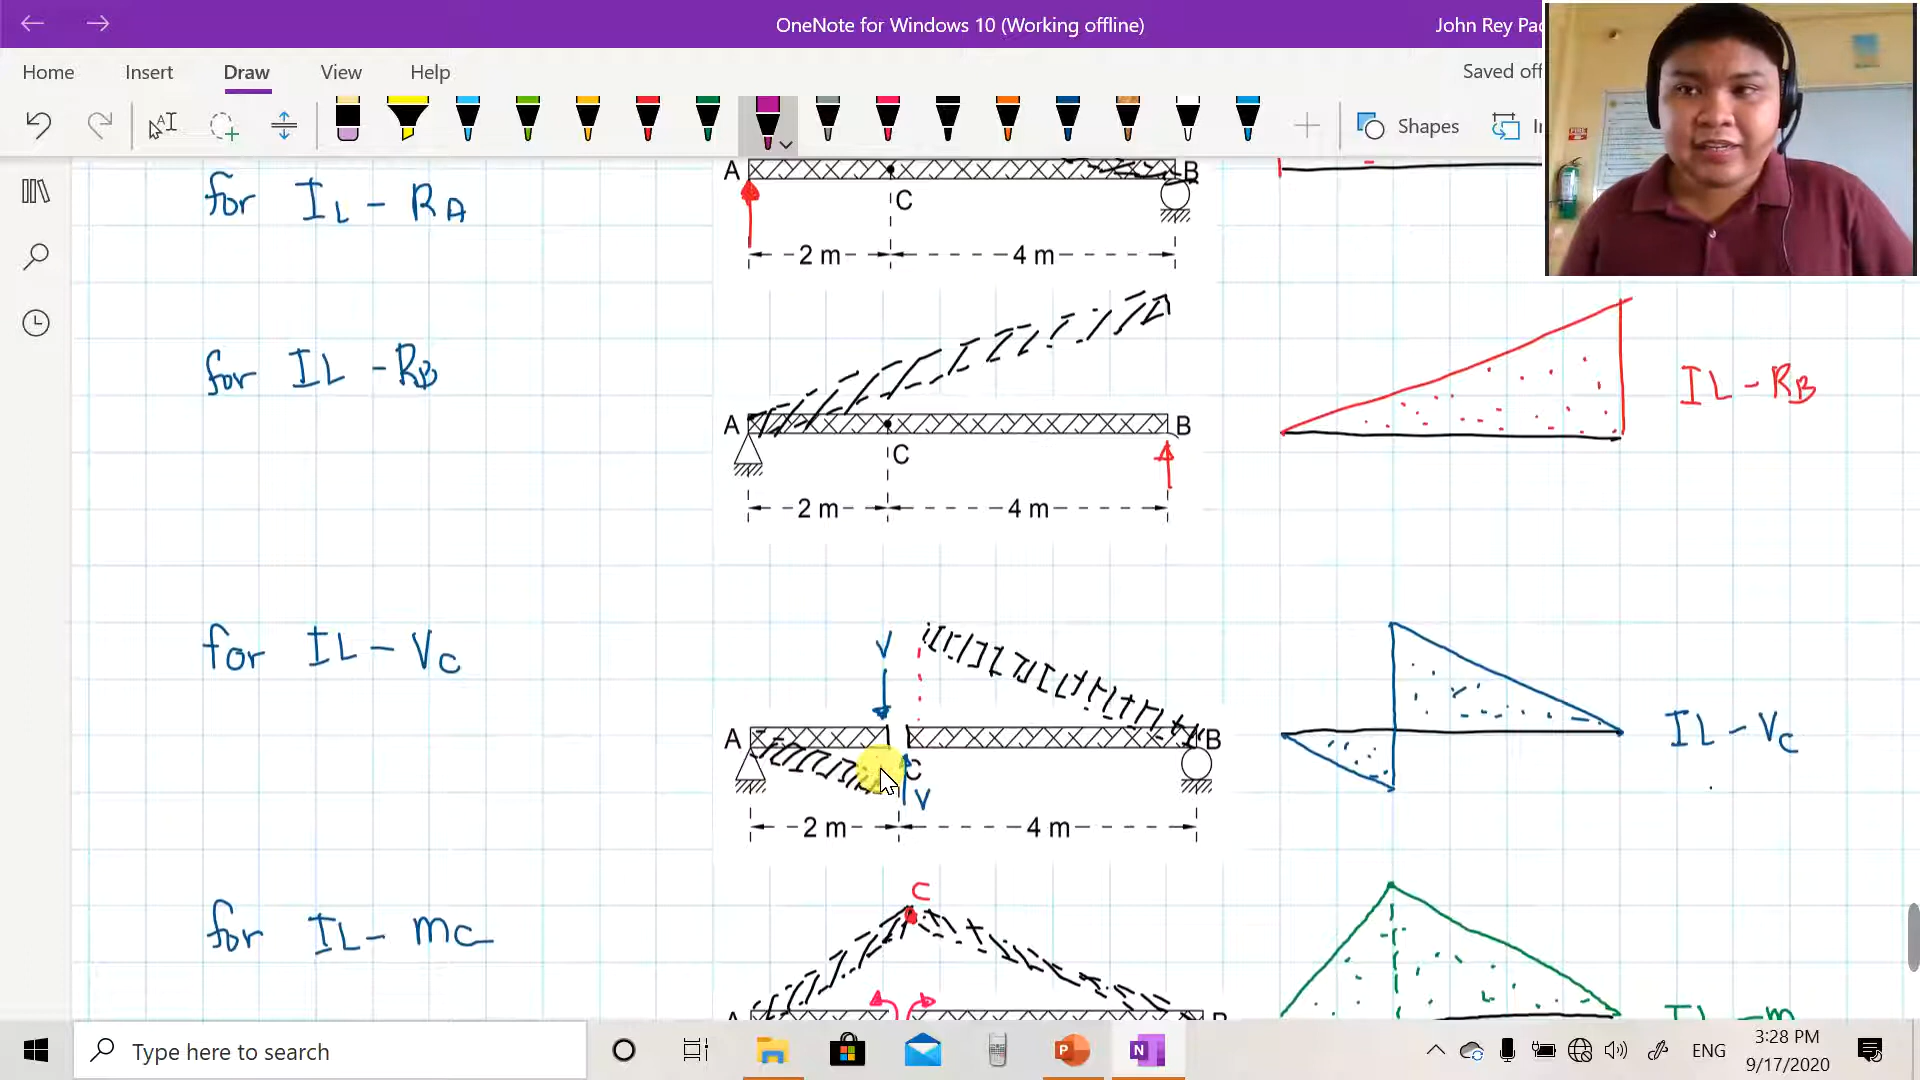 OneNote for Windows 10 (Working offline)
John Rey
Home Insert Draw View Help
Saved
Shapes
for IL - RA
A B
C
2 m 4 m
for IL - RB
A B
C
2 m 4 m
IL - RB
for IL - VC
V
A B
C
V
2 m 4 m
IL - VC
for IL - MC
C
Type here to search
ENG
3:28 PM
9/17/2020